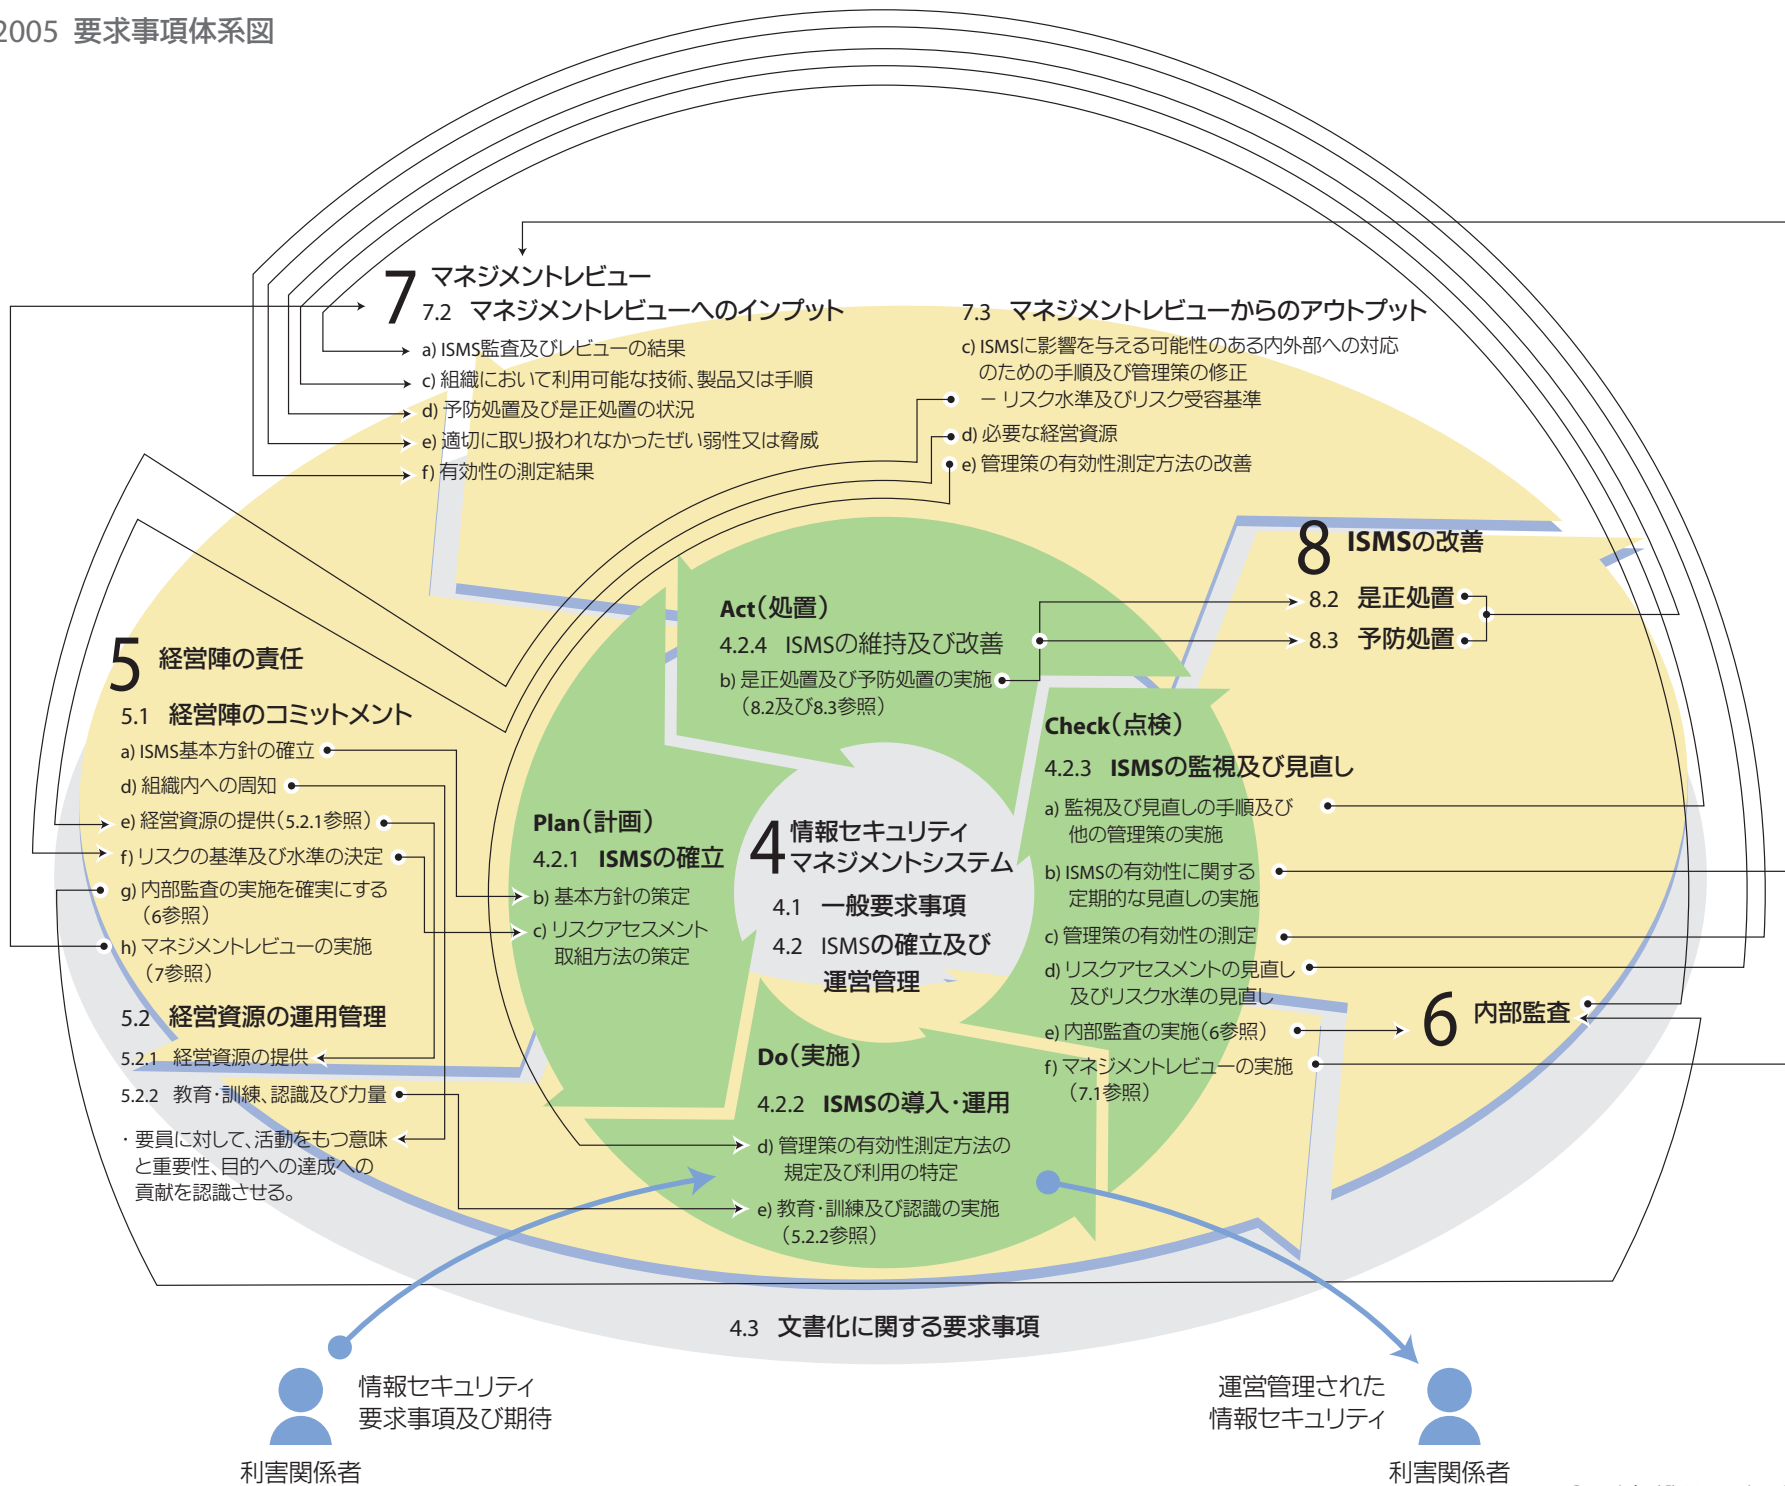 2005 要求事項体系図
7 マネジメントレビュー
7.2 マネジメントレビューへのインプット
a) ISMS監査及びレビューの結果
c) 組織において利用可能な技術、製品又は手順
d) 予防処置及び是正処置の状況
e) 適切に取り扱われなかったぜい弱性又は脅威
f) 有効性の測定結果
7.3 マネジメントレビューからのアウトプット
c) ISMSに影響を与える可能性のある内外部への対応
のための手順及び管理策の修正
− リスク水準及びリスク受容基準
d) 必要な経営資源
e) 管理策の有効性測定方法の改善
8 ISMSの改善
8.2 是正処置
8.3 予防処置
Act(処置)
4.2.4 ISMSの維持及び改善
b) 是正処置及び予防処置の実施
(8.2及び8.3参照)
5 経営陣の責任
5.1 経営陣のコミットメント
a) ISMS基本方針の確立
d) 組織内への周知
e) 経営資源の提供(5.2.1参照)
f) リスクの基準及び水準の決定
g) 内部監査の実施を確実にする
(6参照)
h) マネジメントレビューの実施
(7参照)
5.2 経営資源の運用管理
5.2.1 経営資源の提供
5.2.2 教育・訓練、認識及び力量
・ 要員に対して、活動をもつ意味
と重要性、目的への達成への
貢献を認識させる。
Plan(計画)
4.2.1 ISMSの確立
b) 基本方針の策定
c) リスクアセスメント
取組方法の策定
4 情報セキュリティ
マネジメントシステム
4.1 一般要求事項
4.2 ISMSの確立及び
運営管理
Check(点検)
4.2.3 ISMSの監視及び見直し
a) 監視及び見直しの手順及び
他の管理策の実施
b) ISMSの有効性に関する
定期的な見直しの実施
c) 管理策の有効性の測定
d) リスクアセスメントの見直し
及びリスク水準の見直し
e) 内部監査の実施(6参照)
f) マネジメントレビューの実施
(7.1参照)
6 内部監査
Do(実施)
4.2.2 ISMSの導入・運用
d) 管理策の有効性測定方法の
規定及び利用の特定
e) 教育・訓練及び認識の実施
(5.2.2参照)
4.3 文書化に関する要求事項
情報セキュリティ
要求事項及び期待
利害関係者
運営管理された
情報セキュリティ
利害関係者